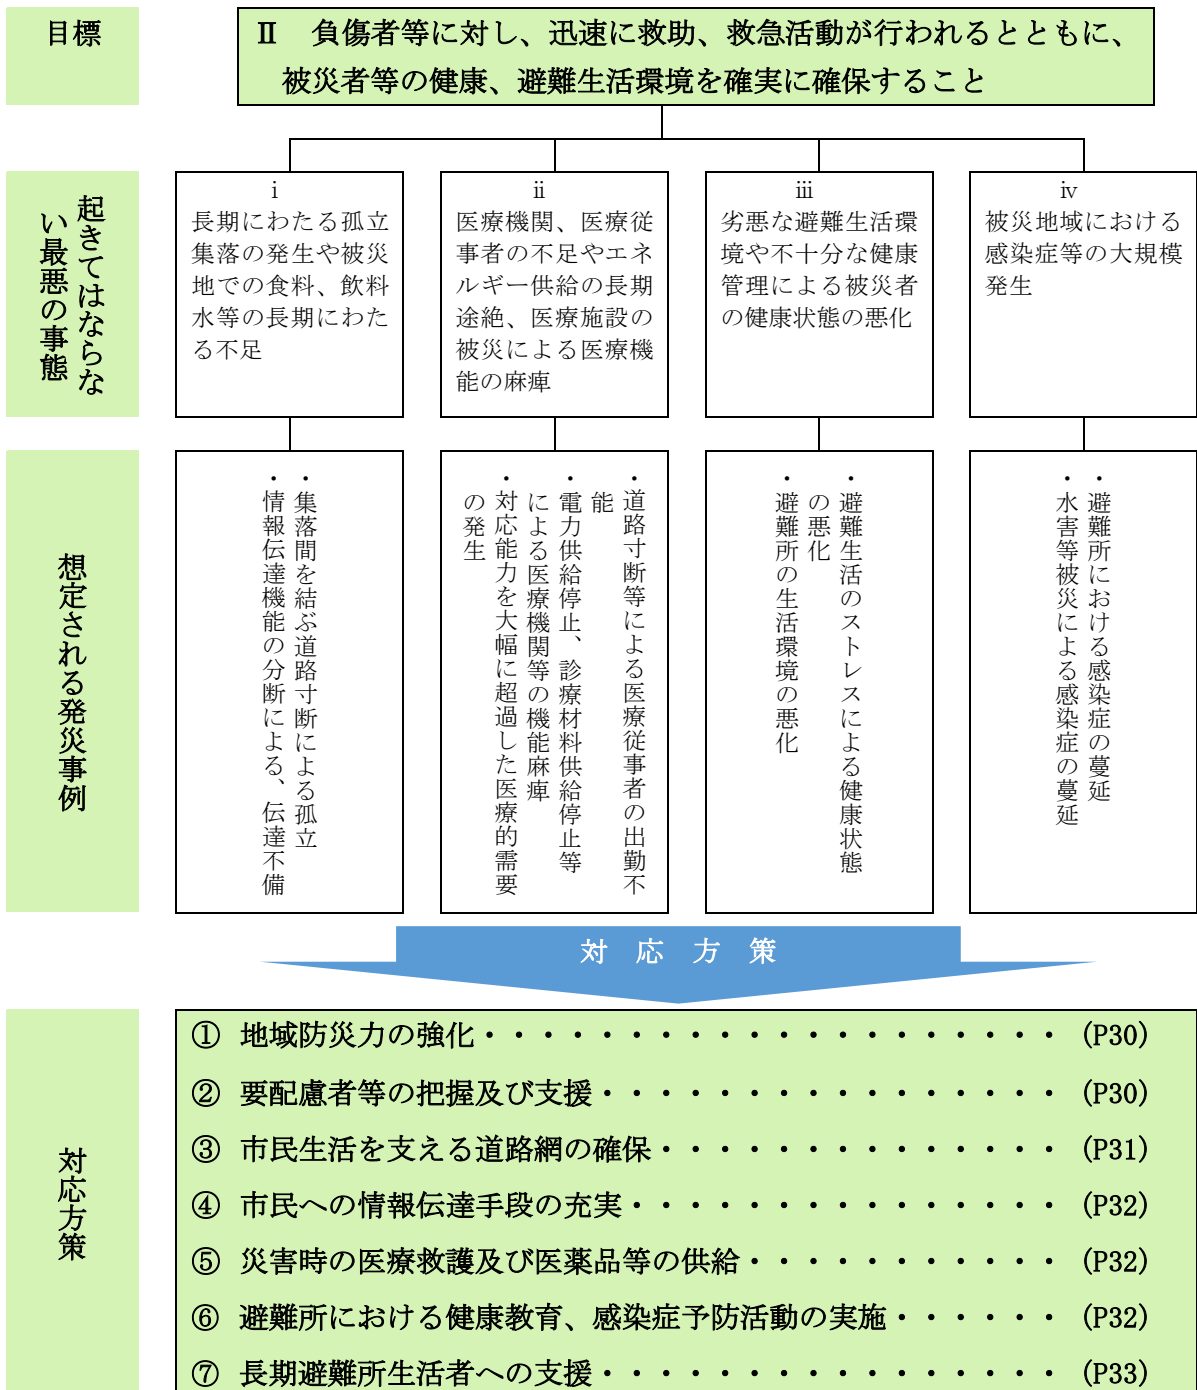 目標
Ⅱ 負傷者等に対し、迅速に救助、救急活動が行われるとともに、
被災者等の健康、避難生活環境を確実に確保すること
起きてはならな
い最悪の事態
ⅰ
長期にわたる孤立
集落の発生や被災
地での食料、飲料
水等の長期にわた
る不足
ⅱ
医療機関、医療従
事者の不足やエネ
ルギー供給の長期
途絶、医療施設の
被災による医療機
能の麻痺
ⅲ
劣悪な避難生活環
境や不十分な健康
管理による被災者
の健康状態の悪化
ⅳ
被災地域における
感染症等の大規模
発生
想定される発災事例
・集落間を結ぶ道路寸断による孤立
・情報伝達機能の分断による、伝達不備
・道路寸断等による医療従事者の出勤不
能
・電力供給停止、診療材料供給停止等
による医療機関等の機能麻痺
・対応能力を大幅に超過した医療的需要
の発生
・避難生活のストレスによる健康状態
の悪化
・避難所の生活環境の悪化
・避難所における感染症の蔓延
・水害等被災による感染症の蔓延
対 応 方 策
対応方策
① 地域防災力の強化・・・・・・・・・・・・・・・・・・・・ (P30)
② 要配慮者等の把握及び支援・・・・・・・・・・・・・・・・ (P30)
③ 市民生活を支える道路網の確保・・・・・・・・・・・・・・ (P31)
④ 市民への情報伝達手段の充実・・・・・・・・・・・・・・・ (P32)
⑤ 災害時の医療救護及び医薬品等の供給・・・・・・・・・・・ (P32)
⑥ 避難所における健康教育、感染症予防活動の実施・・・・・・ (P32)
⑦ 長期避難所生活者への支援・・・・・・・・・・・・・・・・ (P33)